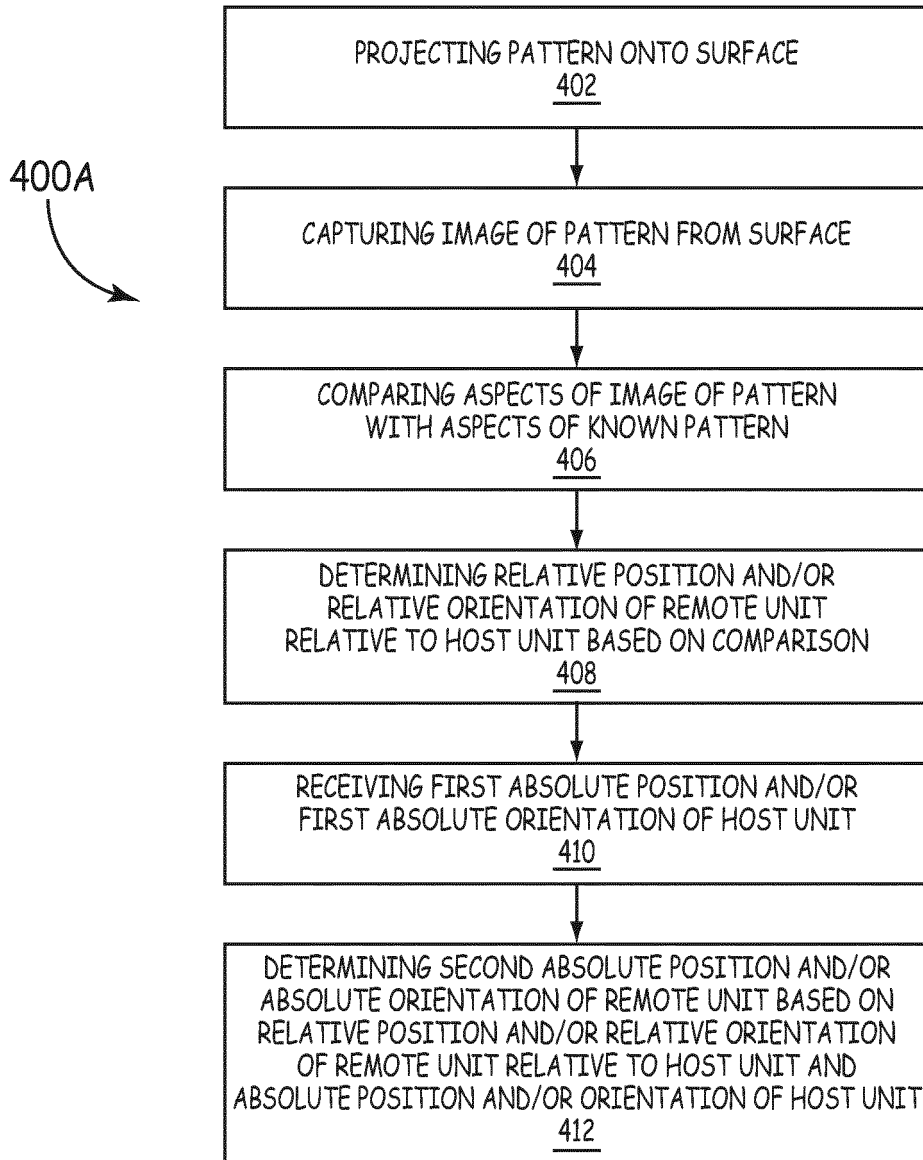 PROJECTING PATTERN ONTO SURFACE
402
400A
CAPTURING IMAGE OF PATTERN FROM SURFACE
404
COMPARING ASPECTS OF IMAGE OF PATTERN
WITH ASPECTS OF KNOWN PATTERN
406
DETERMINING RELATIVE POSITION AND/OR
RELATIVE ORIENTATION OF REMOTE UNIT
RELATIVE TO HOST UNIT BASED ON COMPARISON
408
RECEIVING FIRST ABSOLUTE POSITION AND/OR
FIRST ABSOLUTE ORIENTATION OF HOST UNIT
410
DETERMINING SECOND ABSOLUTE POSITION AND/OR
ABSOLUTE ORIENTATION OF REMOTE UNIT BASED ON
RELATIVE POSITION AND/OR RELATIVE ORIENTATION
OF REMOTE UNIT RELATIVE TO HOST UNIT AND
ABSOLUTE POSITION AND/OR ORIENTATION OF HOST UNIT
412